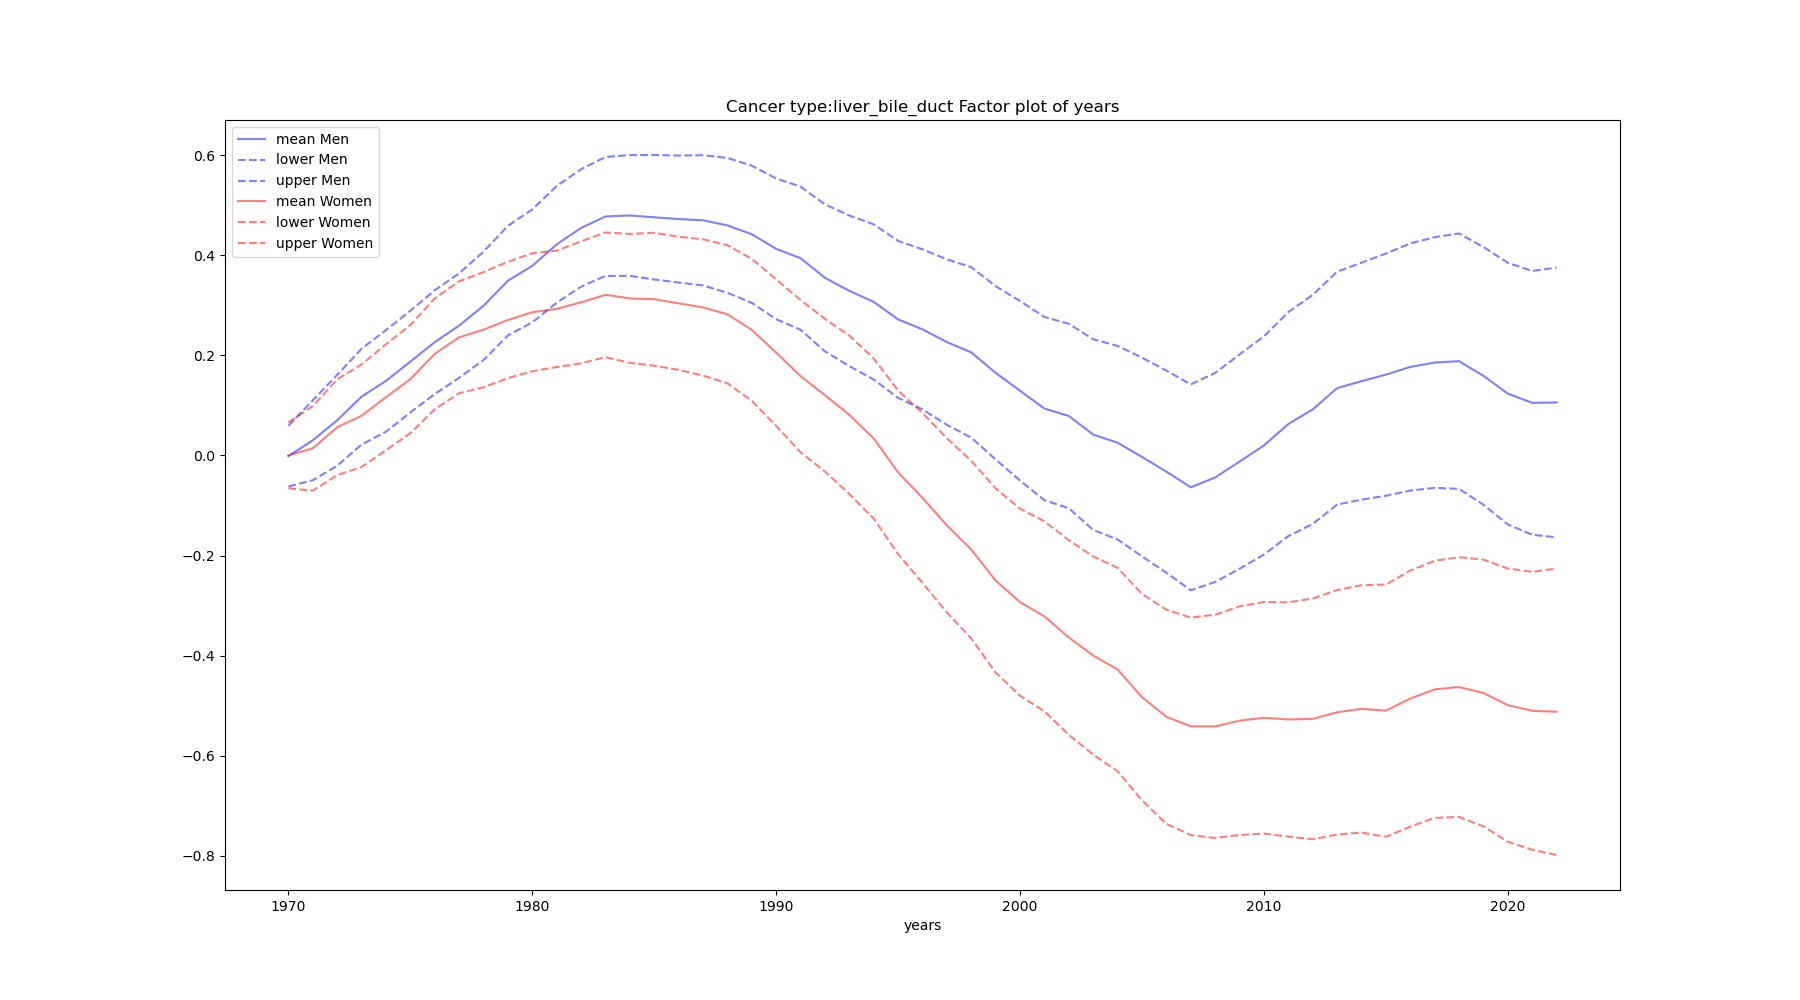 Cancer type:liver_bile_duct Factor plot of years
mean Men
lower Men
upper Men
mean Women
lower Women
upper Women
0.6
0.4
0.2
0.0
−0.2
−0.4
−0.6
−0.8
1970 1980 1990 2000 2010 2020
years